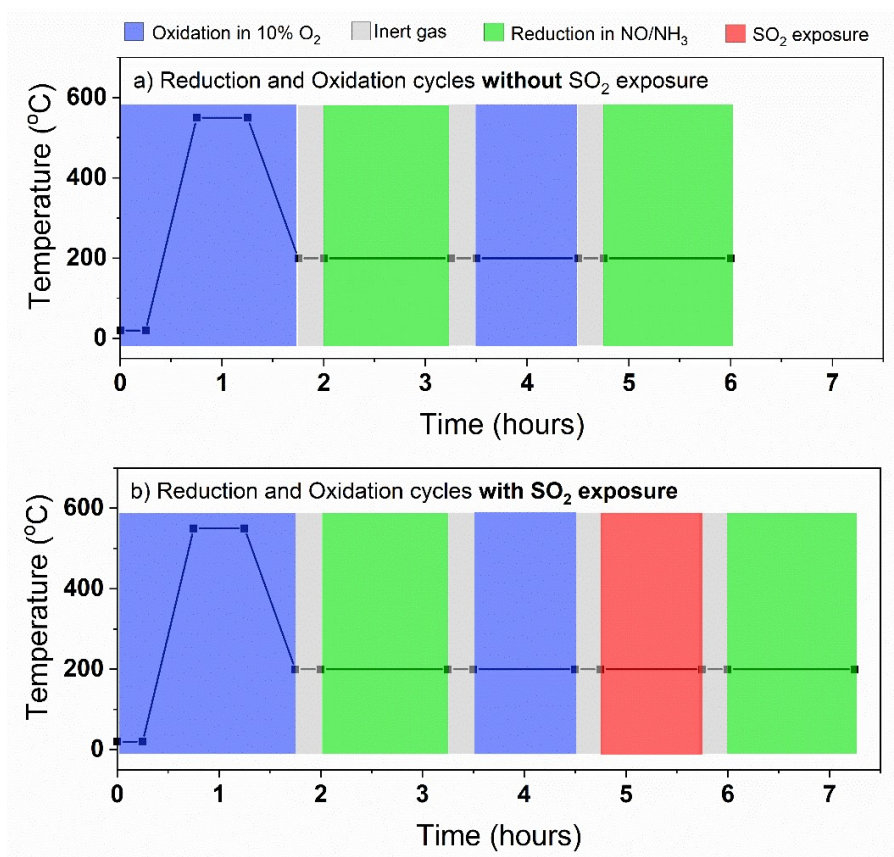 Oxidation in 10% O₂ Inert gas Reduction in NO/NH₃ SO₂ exposure
a) Reduction and Oxidation cycles without SO₂ exposure
Temperature (ºC)
600
400
200
0
0 1 2 3 4 5 6 7
Time (hours)
b) Reduction and Oxidation cycles with SO₂ exposure
Temperature (ºC)
600
400
200
0
0 1 2 3 4 5 6 7
Time (hours)